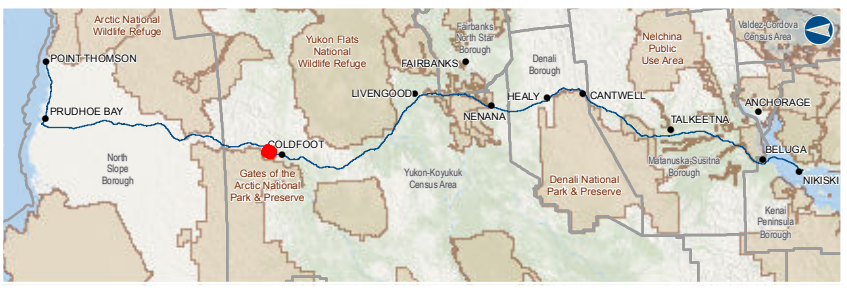 Arctic National
Wildlife Refuge
POINT THOMSON
PRUDHOE BAY
North
Slope
Borough
COLDFOOT
Gates of the
Arctic National
Park & Preserve
Yukon Flats
National
Wildlife Refuge
LIVENGOOD
FAIRBANKS
Fairbanks
North Star
Borough
NENANA
Yukon-Koyukuk
Census Area
Denali
Borough
HEALY
CANTWELL
Denali National
Park & Preserve
Nelchina
Public
Use Area
TALKEETNA
Matanuska-Susitna
Borough
Valdez-Cordova
Census Area
ANCHORAGE
BELUGA
NIKISKI
Kenai
Peninsula
Borough